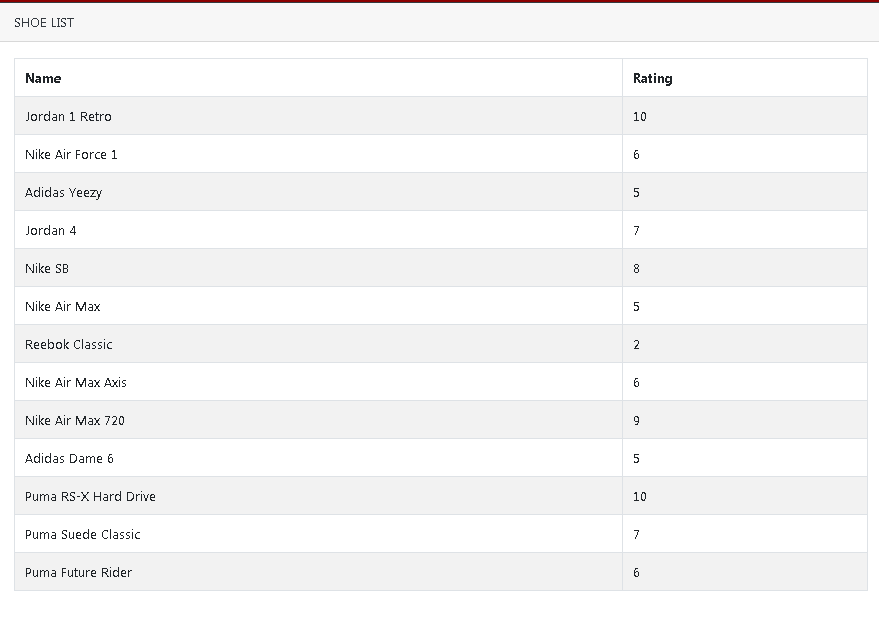 SHOE LIST
Name Rating
Jordan 1 Retro 10
Nike Air Force 1 6
Adidas Yeezy 5
Jordan 4 7
Nike SB 8
Nike Air Max 5
Reebok Classic 2
Nike Air Max Axis 6
Nike Air Max 720 9
Adidas Dame 6 5
Puma RS-X Hard Drive 10
Puma Suede Classic 7
Puma Future Rider 6